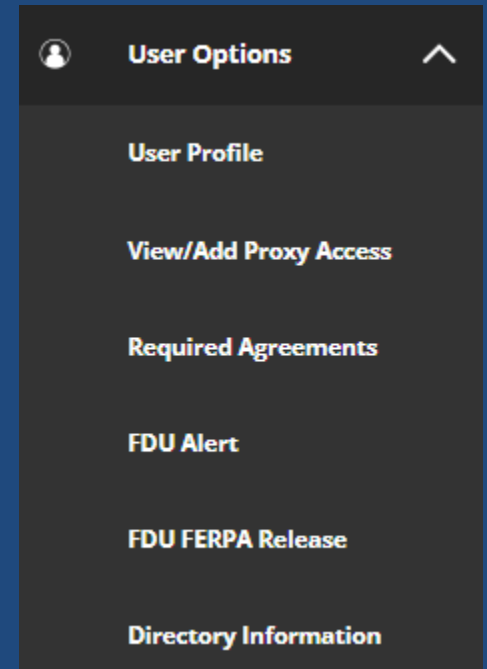 User Options
User Profile
View/Add Proxy Access
Required Agreements
FDU Alert
FDU FERPA Release
Directory Information